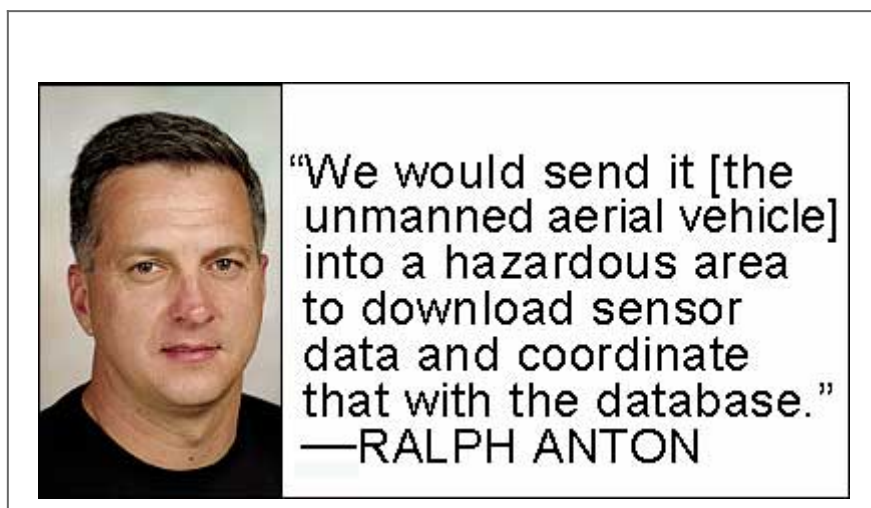 “We would send it [the
unmanned aerial vehicle]
into a hazardous area
to download sensor
data and coordinate
that with the database.”
—RALPH ANTON